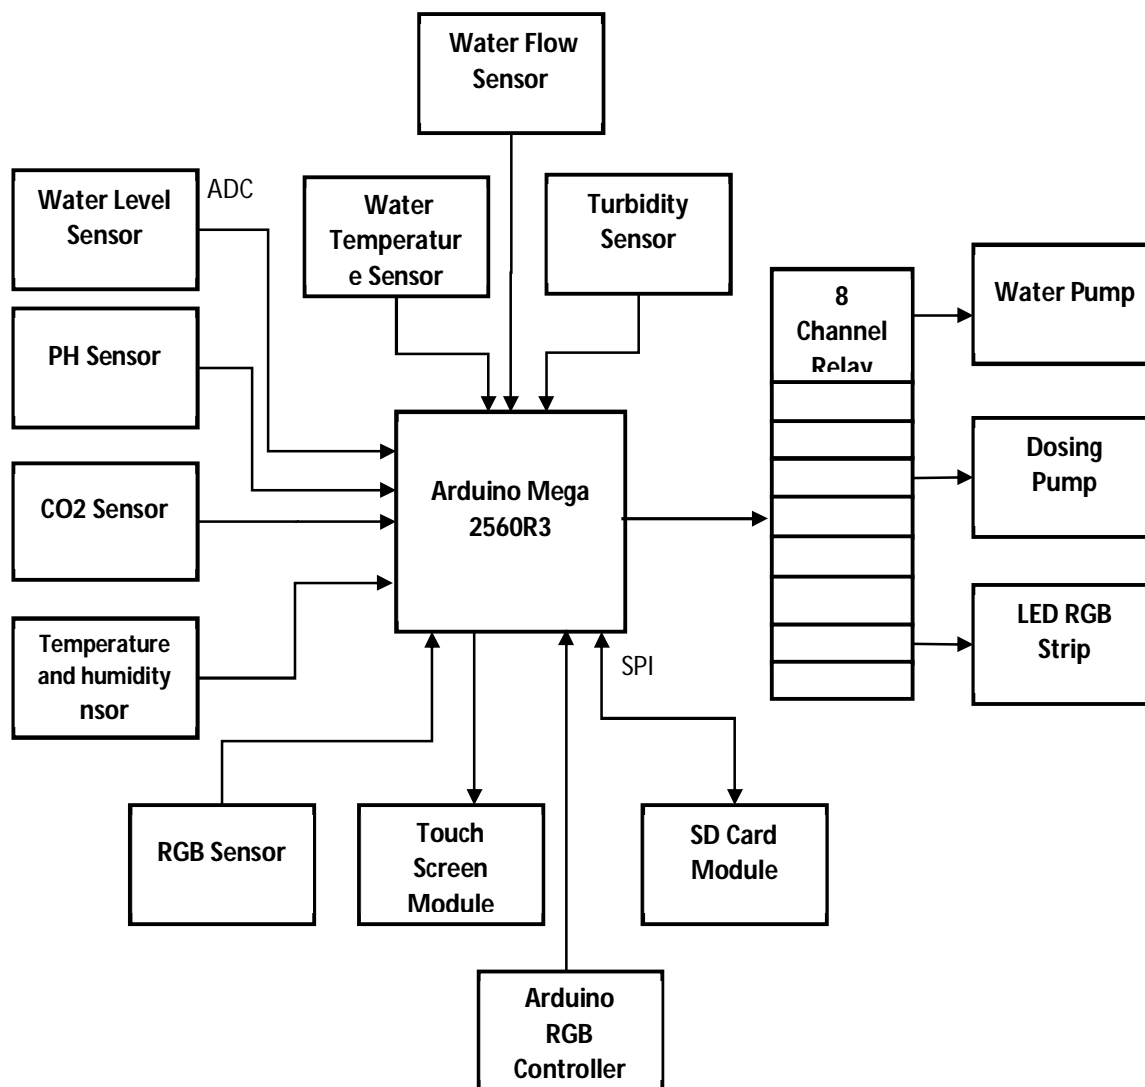 Water Flow
Sensor
Water Level
Sensor
ADC
Water
Temperatur
e Sensor
Turbidity
Sensor
8
Channel
Relay
Water Pump
PH Sensor
Dosing
Pump
CO2 Sensor
Arduino Mega
2560R3
LED RGB
Strip
Temperature
and humidity
nsor
SPI
RGB Sensor
Touch
Screen
Module
SD Card
Module
Arduino
RGB
Controller